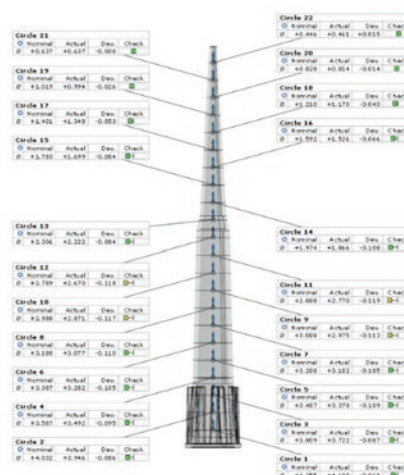 Circle 22
Nominal Actual Dev. Check
Ø +0.446 +0.461 +0.015
Circle 21
Nominal Actual Dev. Check
Ø +0.637 +0.637 -0.000
Circle 20
Nominal Actual Dev. Check
Ø +0.828 +0.814 -0.014
Circle 19
Nominal Actual Dev. Check
Ø +1.019 +0.994 -0.026
Circle 18
Nominal Actual Dev. Check
Ø +1.210 +1.170 -0.040
Circle 17
Nominal Actual Dev. Check
Ø +1.401 +1.348 -0.053
Circle 16
Nominal Actual Dev. Check
Ø +1.592 +1.526 -0.066
Circle 15
Nominal Actual Dev. Check
Ø +1.783 +1.699 -0.084
Circle 13
Nominal Actual Dev. Check
Ø +2.306 +2.222 -0.084
Circle 14
Nominal Actual Dev. Check
Ø +1.974 +1.866 -0.108
Circle 12
Nominal Actual Dev. Check
Ø +2.789 +2.670 -0.118
Circle 11
Nominal Actual Dev. Check
Ø +2.888 +2.770 -0.119
Circle 10
Nominal Actual Dev. Check
Ø +2.988 +2.871 -0.117
Circle 9
Nominal Actual Dev. Check
Ø +3.088 +2.975 -0.113
Circle 8
Nominal Actual Dev. Check
Ø +3.188 +3.077 -0.110
Circle 7
Nominal Actual Dev. Check
Ø +3.288 +3.182 -0.105
Circle 6
Nominal Actual Dev. Check
Ø +3.387 +3.282 -0.105
Circle 5
Nominal Actual Dev. Check
Ø +3.487 +3.378 -0.109
Circle 4
Nominal Actual Dev. Check
Ø +3.587 +3.492 -0.095
Circle 3
Nominal Actual Dev. Check
Ø +3.809 +3.722 -0.087
Circle 2
Nominal Actual Dev. Check
Ø +4.032 +3.946 -0.086
Circle 1
Nominal Actual Dev.